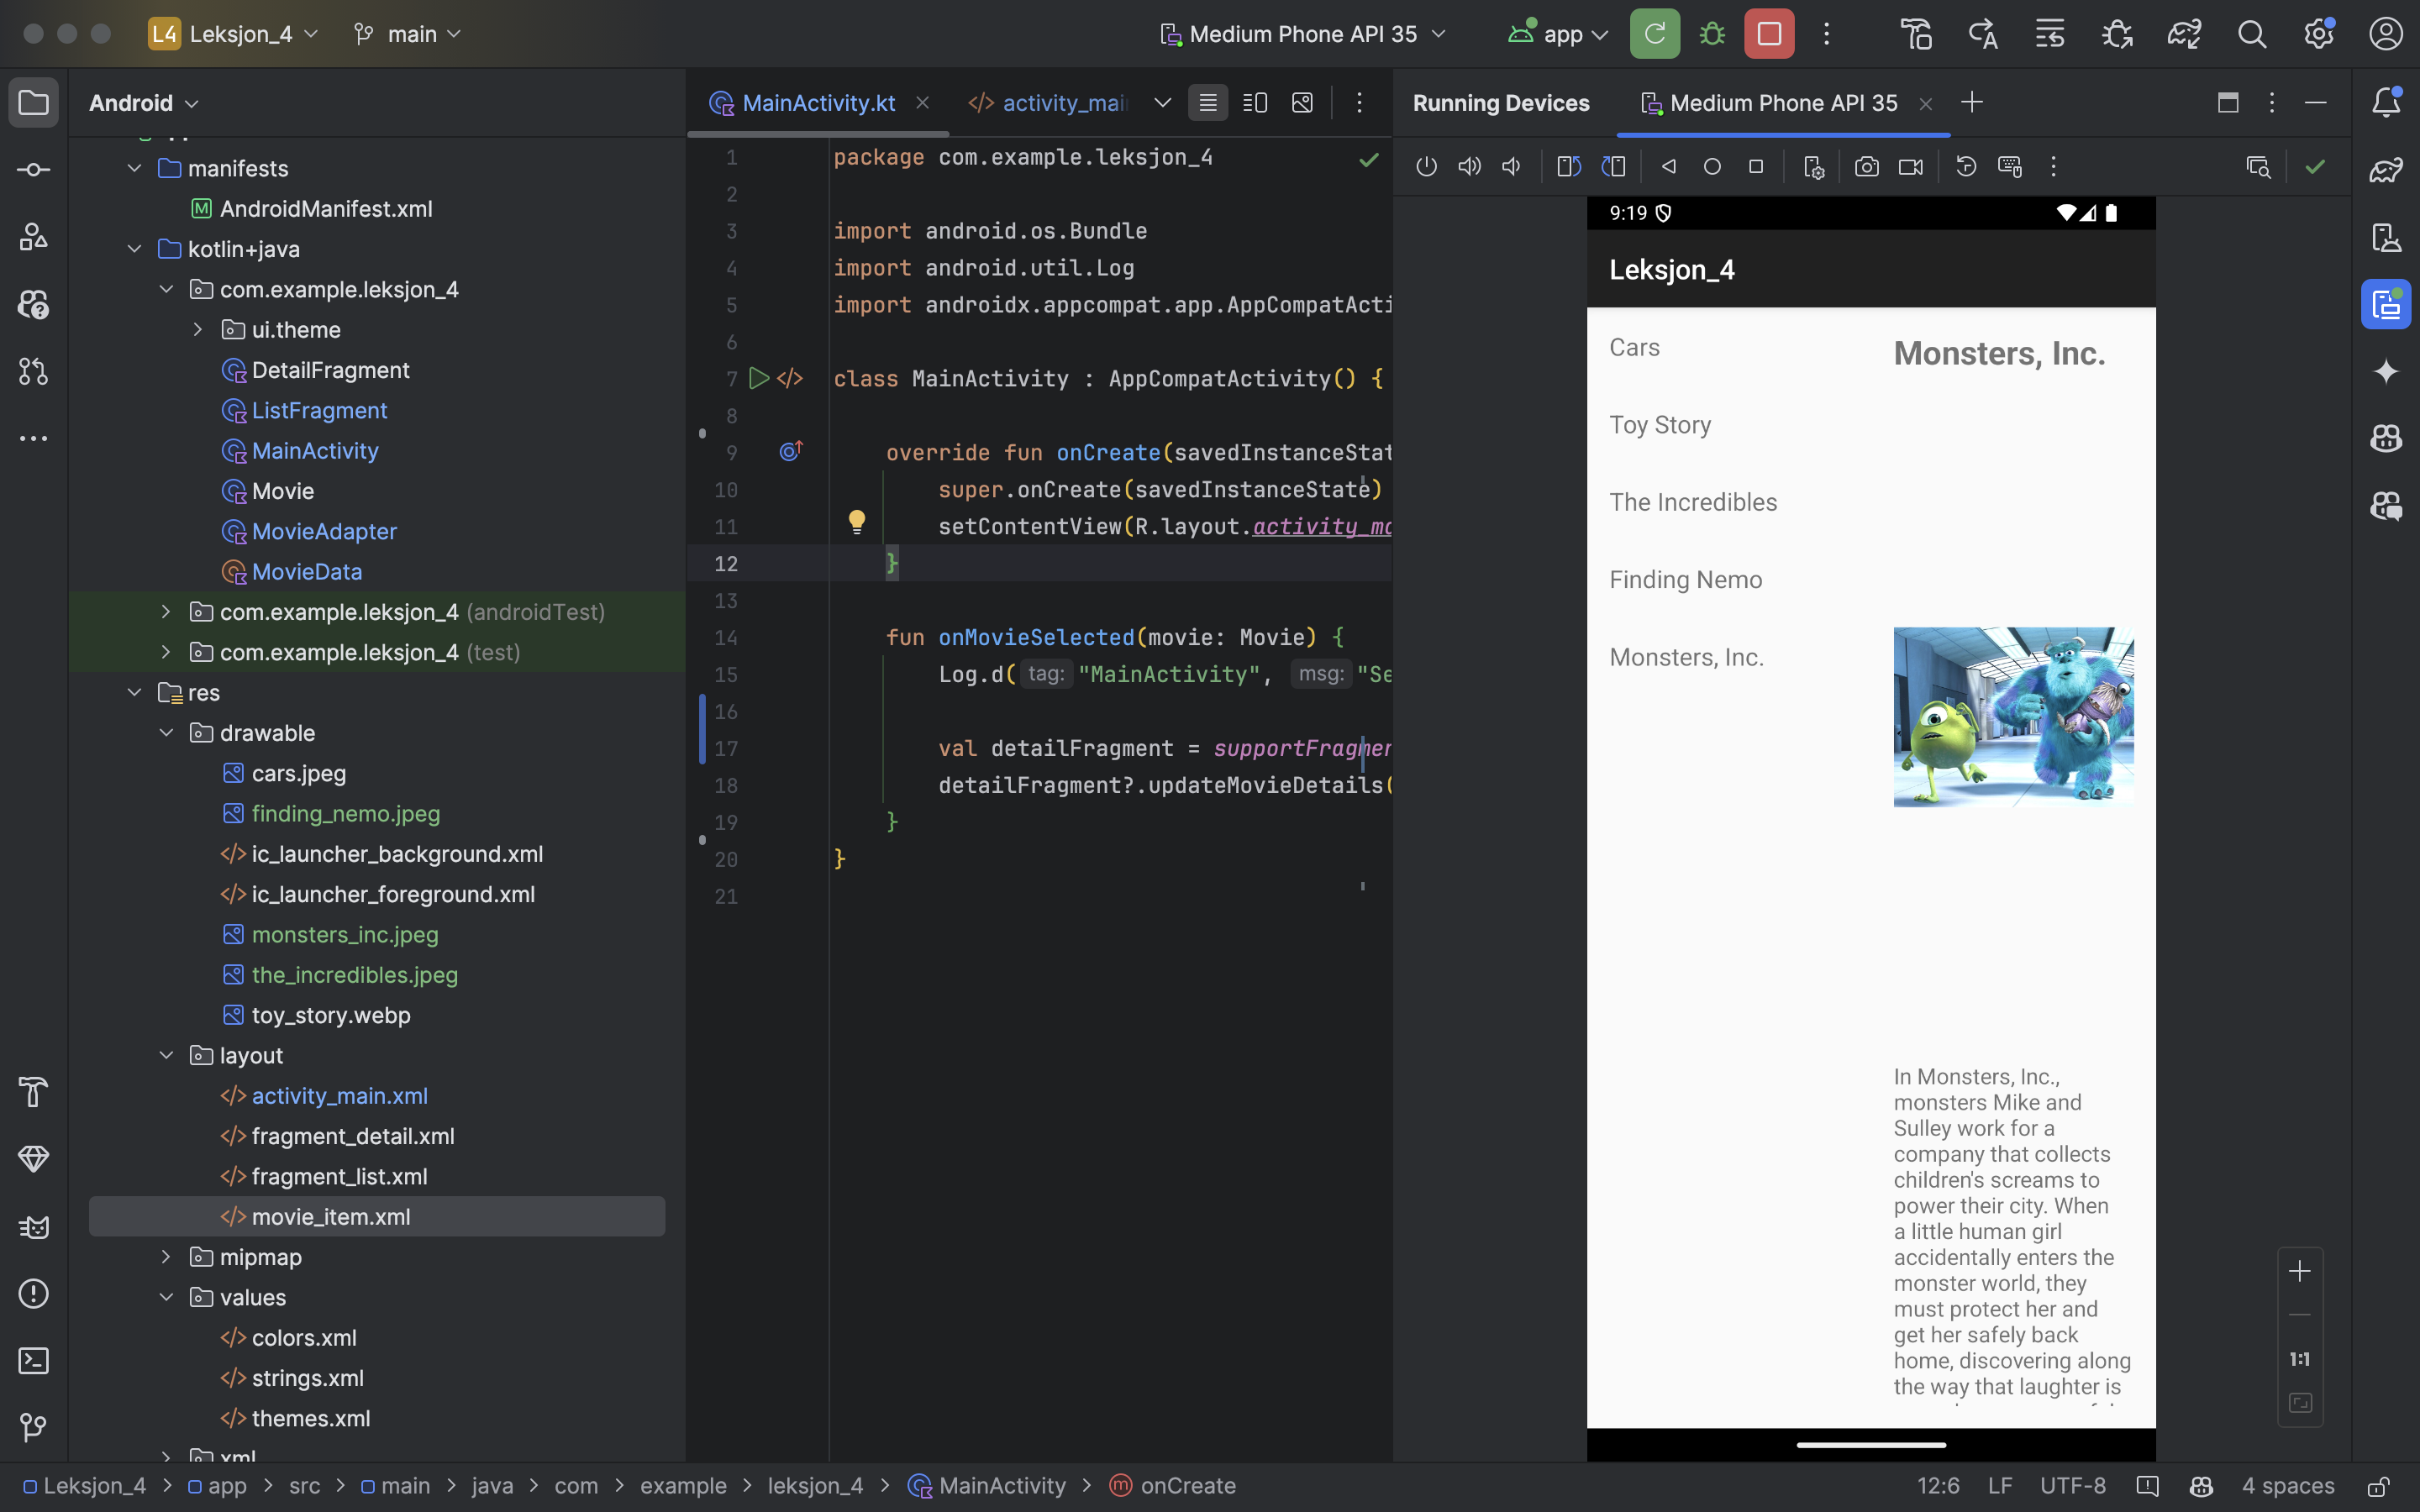 L4 Leksjon_4 main Medium Phone API 35 app
Android
manifests
AndroidManifest.xml
kotlin+java
com.example.leksjon_4
ui.theme
DetailFragment
ListFragment
MainActivity
Movie
MovieAdapter
MovieData
com.example.leksjon_4 (androidTest)
com.example.leksjon_4 (test)
res
drawable
cars.jpeg
finding_nemo.jpeg
ic_launcher_background.xml
ic_launcher_foreground.xml
monsters_inc.jpeg
the_incredibles.jpeg
toy_story.webp
layout
activity_main.xml
fragment_detail.xml
fragment_list.xml
movie_item.xml
mipmap
values
colors.xml
strings.xml
themes.xml
xml
MainActivity.kt activity_mai
1 package com.example.leksjon_4
2
3 import android.os.Bundle
4 import android.util.Log
5 import androidx.appcompat.app.AppCompatActi
6
7 class MainActivity : AppCompatActivity() {
8
9 override fun onCreate(savedInstanceStat
10 super.onCreate(savedInstanceState)
11 setContentView(R.layout.activity_ma
12 }
13
14 fun onMovieSelected(movie: Movie) {
15 Log.d( tag: "MainActivity", msg: "Se
16
17 val detailFragment = supportFragmen
18 detailFragment?.updateMovieDetails(
19 }
20 }
21
Running Devices Medium Phone API 35
9:19
Leksjon_4
Cars
Toy Story
The Incredibles
Finding Nemo
Monsters, Inc.
Monsters, Inc.
In Monsters, Inc.,
monsters Mike and
Sulley work for a
company that collects
children's screams to
power their city. When
a little human girl
accidentally enters the
monster world, they
must protect her and
get her safely back
home, discovering along
the way that laughter is
1:1
Leksjon_4 > app > src > main > java > com > example > leksjon_4 > MainActivity > onCreate
12:6 LF UTF-8 4 spaces